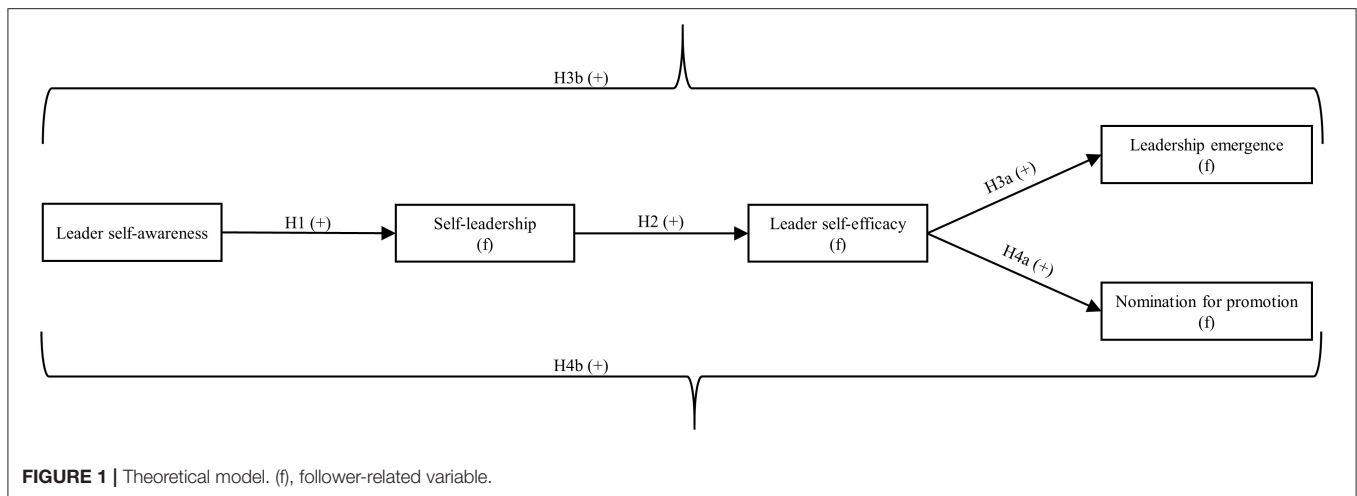 H3b (+)
Leadership emergence
(f)
H3a (+)
Leader self-awareness
H1 (+)
Self-leadership
(f)
H2 (+)
Leader self-efficacy
(f)
H4a (+)
Nomination for promotion
(f)
H4b (+)
FIGURE 1 | Theoretical model. (f), follower-related variable.